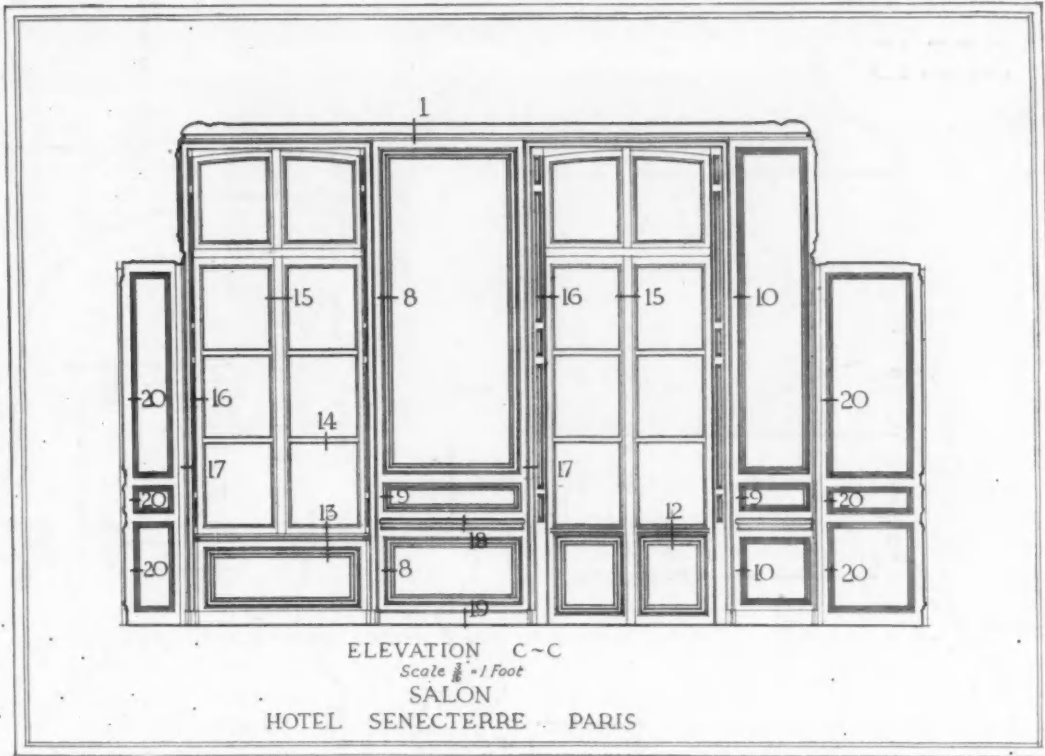 1
15 8 16 15 10
20 16 20
14
17 17
20 9 9 20
13 18 12
20 8 10 20
19
ELEVATION C~C
Scale 3/16" = 1 Foot
SALON
HOTEL SENECTERRE PARIS